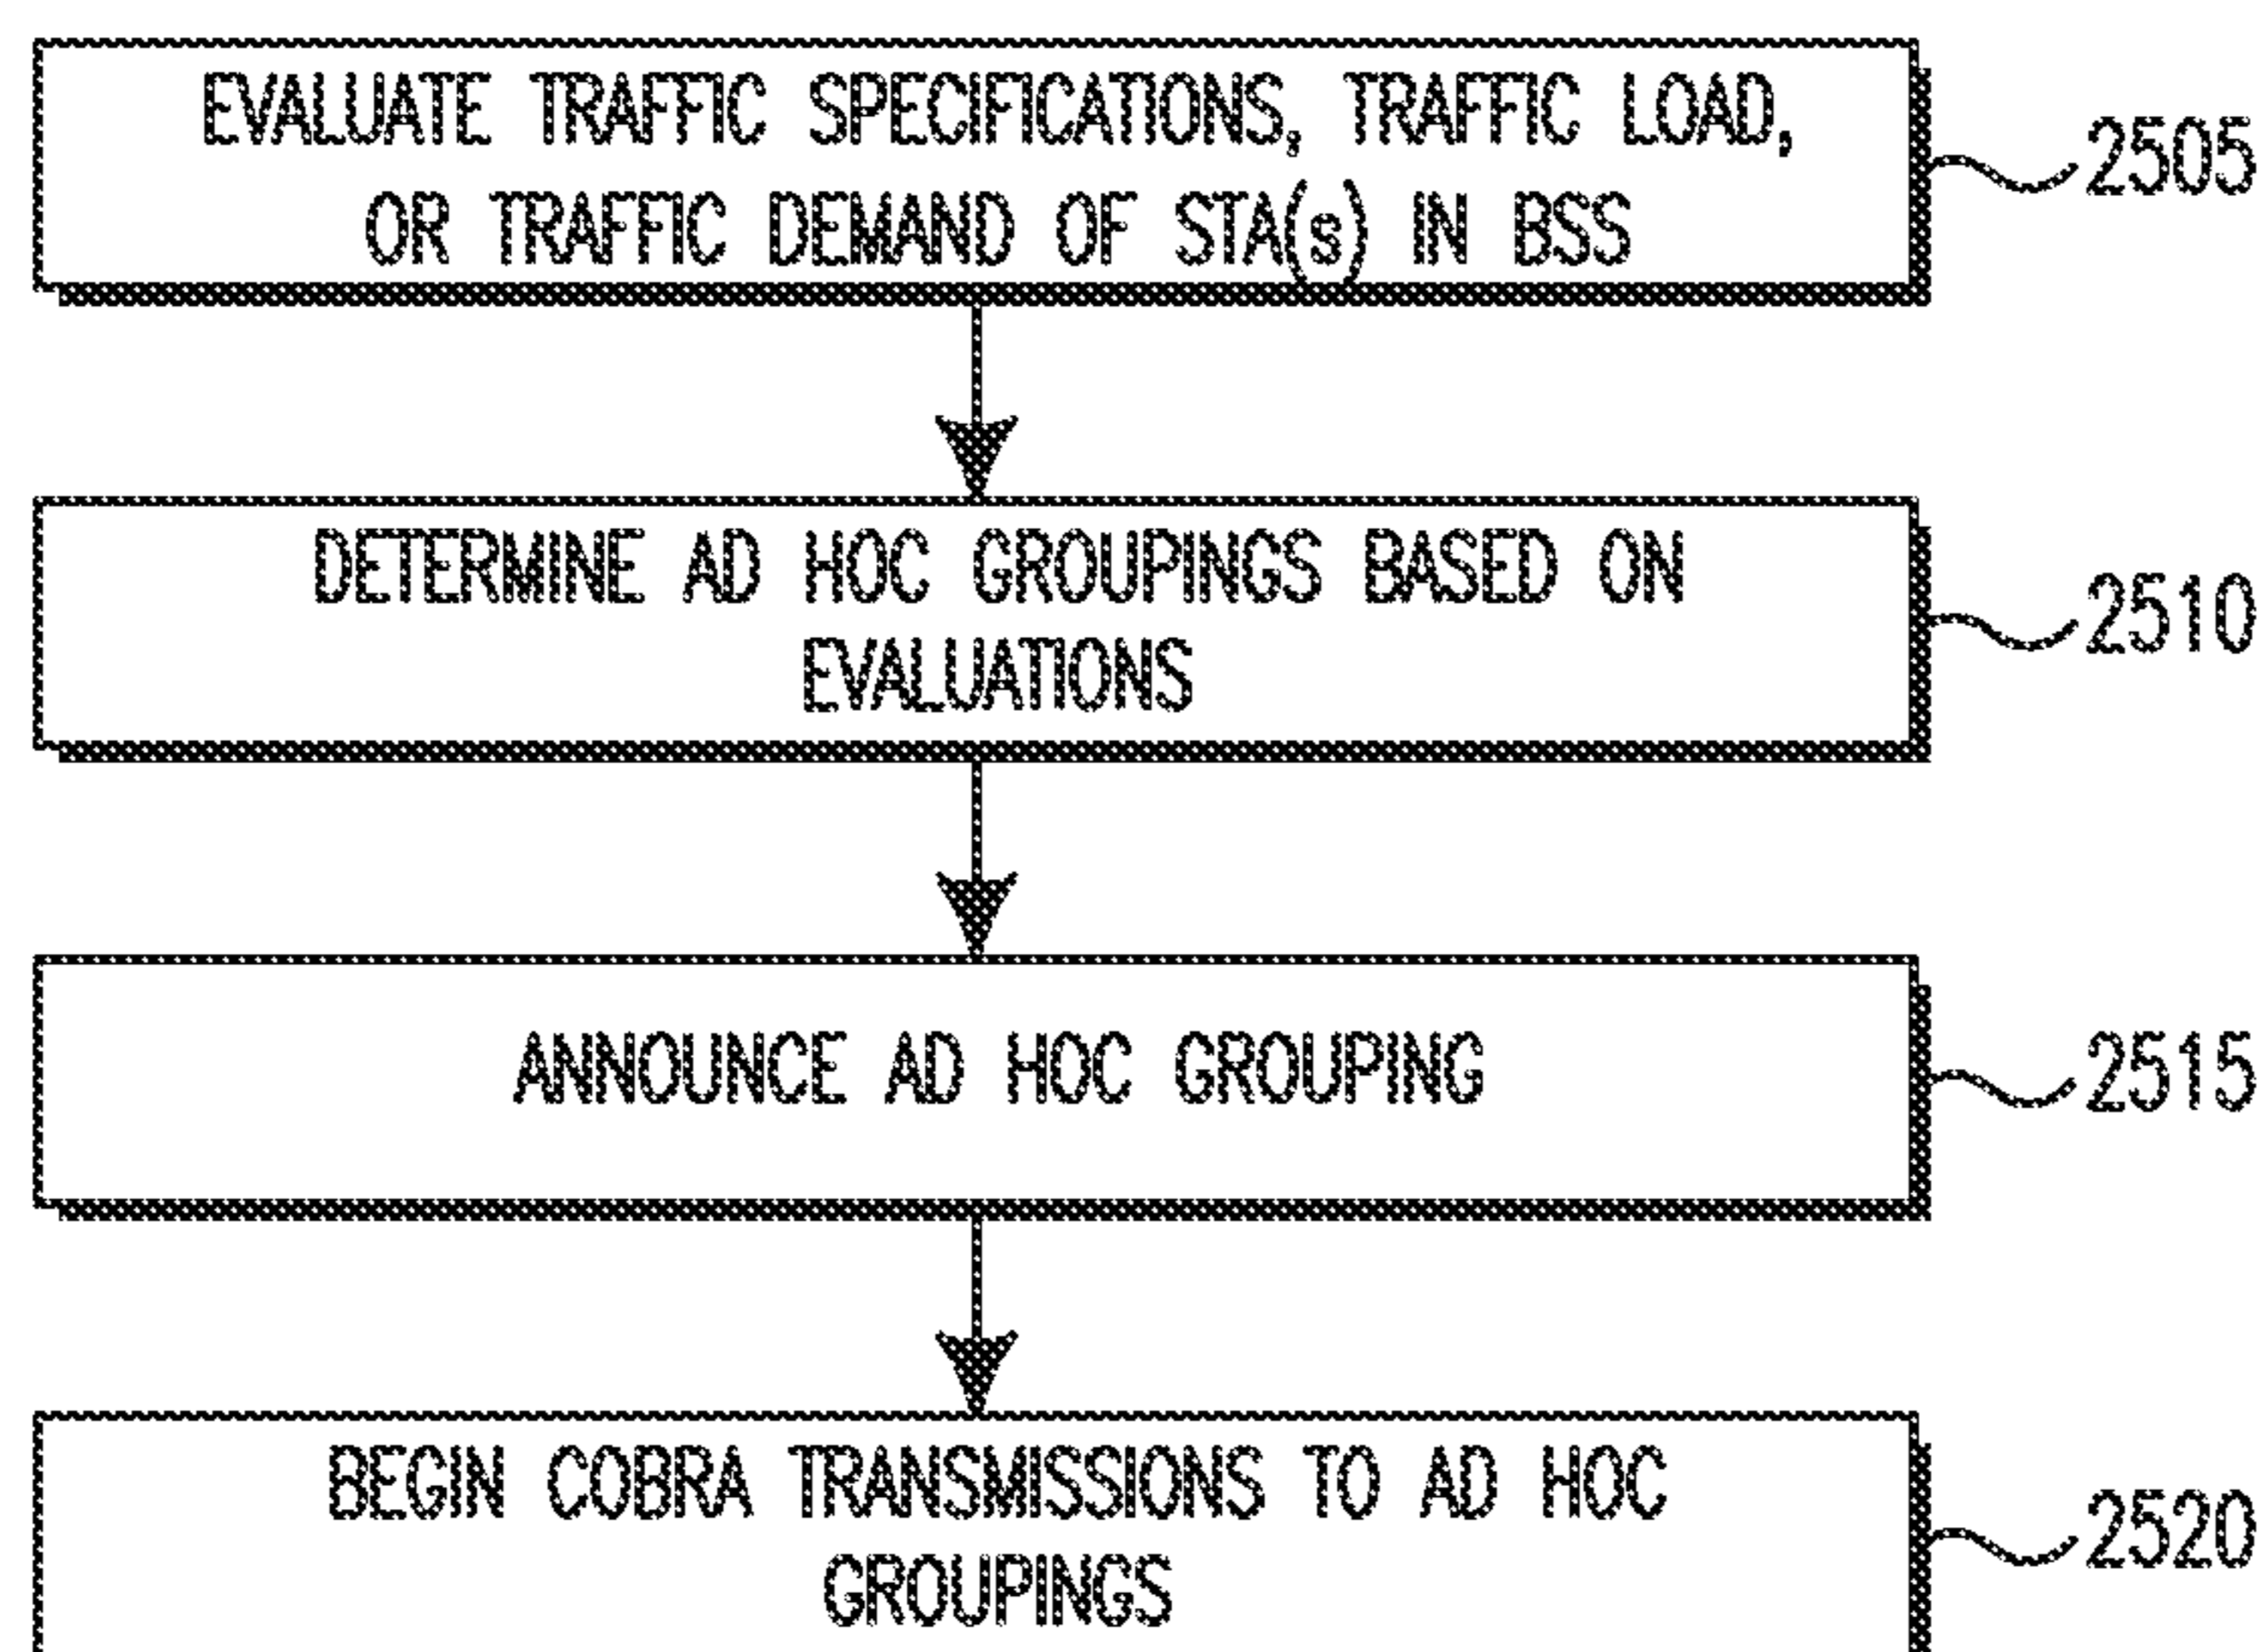 EVALUATE TRAFFIC SPECIFICATIONS, TRAFFIC LOAD,
OR TRAFFIC DEMAND OF STA(s) IN BSS
2505
DETERMINE AD HOC GROUPINGS BASED ON
EVALUATIONS
2510
ANNOUNCE AD HOC GROUPING
2515
BEGIN COBRA TRANSMISSIONS TO AD HOC
GROUPINGS
2520